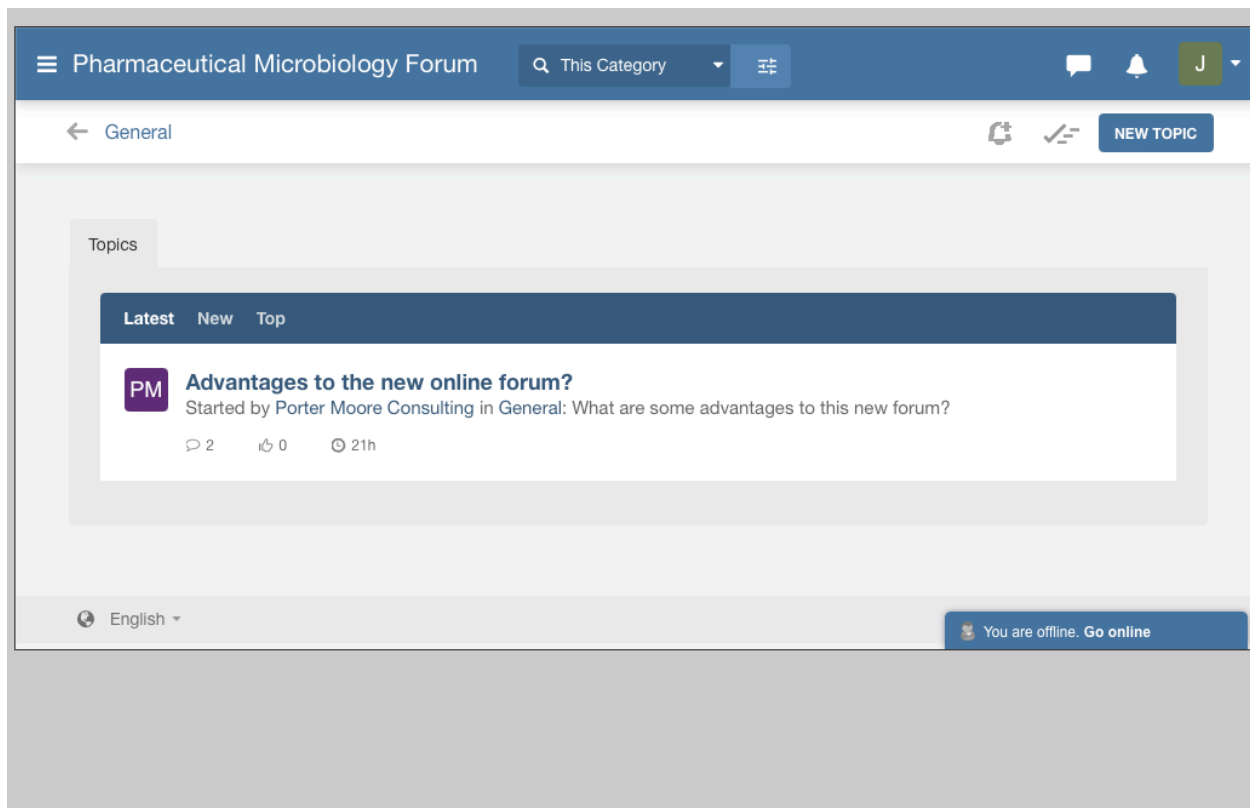 Pharmaceutical Microbiology Forum
This Category
J
General
NEW TOPIC
Topics
Latest New Top
PM
Advantages to the new online forum?
Started by Porter Moore Consulting in General: What are some advantages to this new forum?
2 0 21h
English
You are offline. Go online